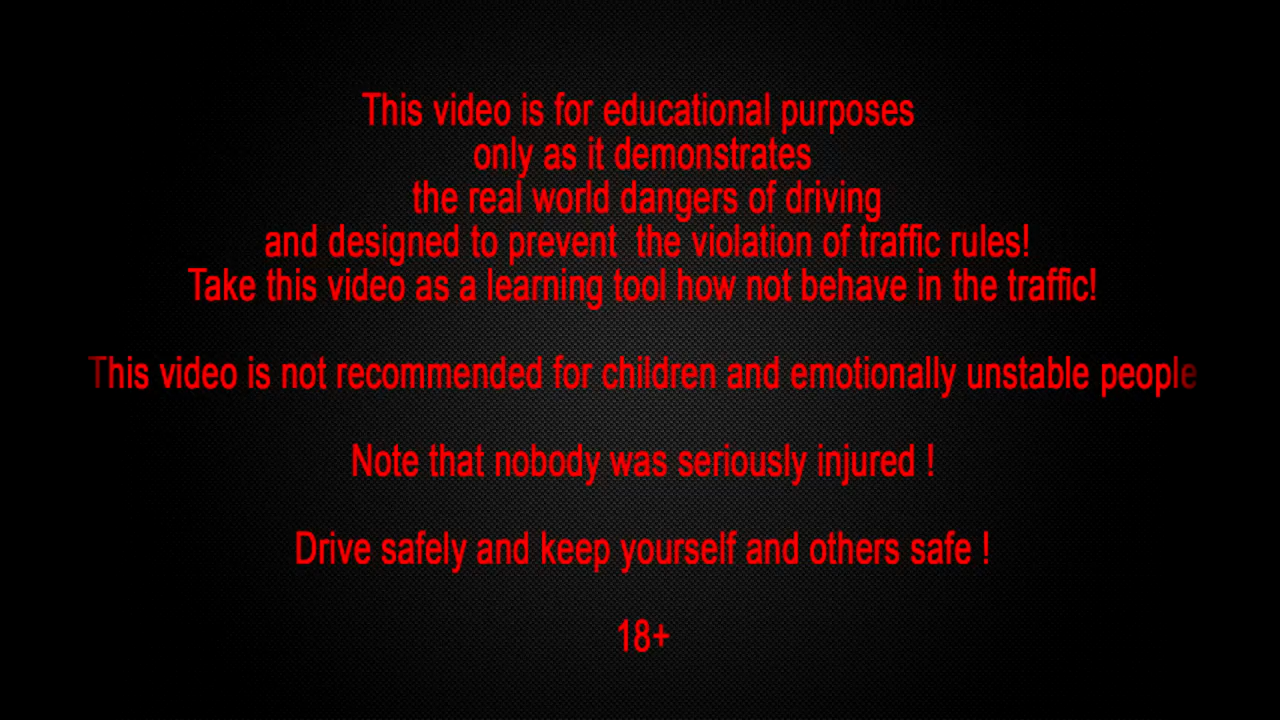 This video is for educational purposes
only as it demonstrates
the real world dangers of driving
and designed to prevent  the violation of traffic rules!
Take this video as a learning tool how not behave in the traffic!
This video is not recommended for children and emotionally unstable people
Note that nobody was seriously injured !
Drive safely and keep yourself and others safe !
18+